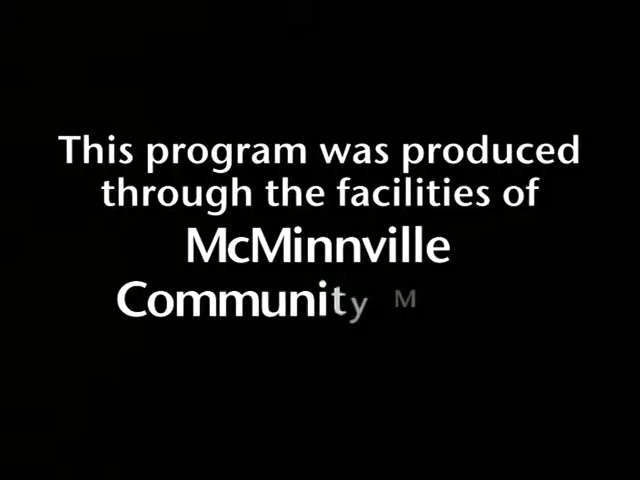 This program was produced
through the facilities of
McMinnville
Community M